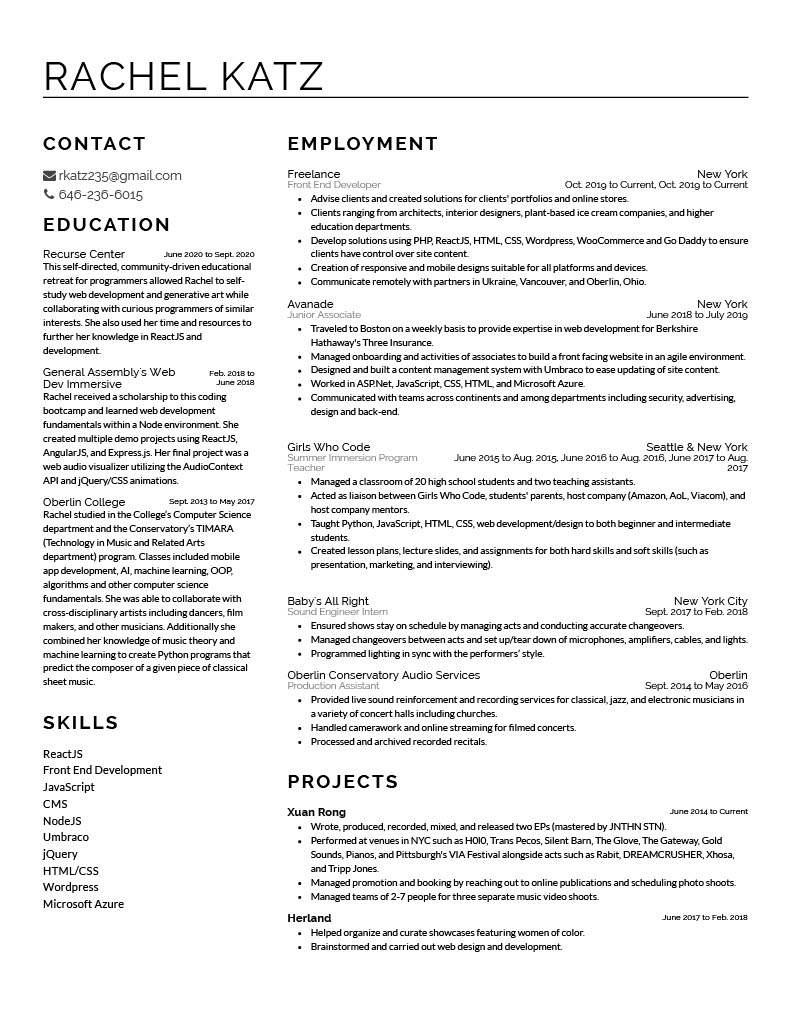 RACHEL KATZ
CONTACT
rkatz235@gmail.com
646-236-6015
EDUCATION
Recurse Center June 2020 to Sept. 2020
This self-directed, community-driven educational
retreat for programmers allowed Rachel to self-
study web development and generative art while
collaborating with curious programmers of similar
interests. She also used her time and resources to
further her knowledge in ReactJS and
development.
General Assembly's Web Feb. 2018 to
Dev Immersive June 2018
Rachel received a scholarship to this coding
bootcamp and learned web development
fundamentals within a Node environment. She
created multiple demo projects using ReactJS,
AngularJS, and Express.js. Her final project was a
web audio visualizer utilizing the AudioContext
API and jQuery/CSS animations.
Oberlin College Sept. 2013 to May 2017
Rachel studied in the College's Computer Science
department and the Conservatory's TIMARA
(Technology in Music and Related Arts
department) program. Classes included mobile
app development, AI, machine learning, OOP,
algorithms and other computer science
fundamentals. She was able to collaborate with
cross-disciplinary artists including dancers, film
makers, and other musicians. Additionally she
combined her knowledge of music theory and
machine learning to create Python programs that
predict the composer of a given piece of classical
sheet music.
SKILLS
ReactJS
Front End Development
JavaScript
CMS
NodeJS
Umbraco
jQuery
HTML/CSS
Wordpress
Microsoft Azure
EMPLOYMENT
Freelance New York
Front End Developer Oct. 2019 to Current, Oct. 2019 to Current
• Advise clients and created solutions for clients' portfolios and online stores.
• Clients ranging from architects, interior designers, plant-based ice cream companies, and higher
education departments.
• Develop solutions using PHP, ReactJS, HTML, CSS, Wordpress, WooCommerce and Go Daddy to ensure
clients have control over site content.
• Creation of responsive and mobile designs suitable for all platforms and devices.
• Communicate remotely with partners in Ukraine, Vancouver, and Oberlin, Ohio.
Avanade New York
Junior Associate June 2018 to July 2019
• Traveled to Boston on a weekly basis to provide expertise in web development for Berkshire
Hathaway's Three Insurance.
• Managed onboarding and activities of associates to build a front facing website in an agile environment.
• Designed and built a content management system with Umbraco to ease updating of site content.
• Worked in ASP.Net, JavaScript, CSS, HTML, and Microsoft Azure.
• Communicated with teams across continents and among departments including security, advertising,
design and back-end.
Girls Who Code Seattle & New York
Summer Immersion Program June 2015 to Aug. 2015, June 2016 to Aug. 2016, June 2017 to Aug.
Teacher 2017
• Managed a classroom of 20 high school students and two teaching assistants.
• Acted as liaison between Girls Who Code, students' parents, host company (Amazon, AoL, Viacom), and
host company mentors.
• Taught Python, JavaScript, HTML, CSS, web development/design to both beginner and intermediate
students.
• Created lesson plans, lecture slides, and assignments for both hard skills and soft skills (such as
presentation, marketing, and interviewing).
Baby's All Right New York City
Sound Engineer Intern Sept. 2017 to Feb. 2018
• Ensured shows stay on schedule by managing acts and conducting accurate changeovers.
• Managed changeovers between acts and set up/tear down of microphones, amplifiers, cables, and lights.
• Programmed lighting in sync with the performers' style.
Oberlin Conservatory Audio Services Oberlin
Production Assistant Sept. 2014 to May 2016
• Provided live sound reinforcement and recording services for classical, jazz, and electronic musicians in
a variety of concert halls including churches.
• Handled camerawork and online streaming for filmed concerts.
• Processed and archived recorded recitals.
PROJECTS
Xuan Rong June 2014 to Current
• Wrote, produced, recorded, mixed, and released two EPs (mastered by JNTHN STN).
• Performed at venues in NYC such as H0l0, Trans Pecos, Silent Barn, The Glove, The Gateway, Gold
Sounds, Pianos, and Pittsburgh's VIA Festival alongside acts such as Rabit, DREAMCRUSHER, Xhosa,
and Tripp Jones.
• Managed promotion and booking by reaching out to online publications and scheduling photo shoots.
• Managed teams of 2-7 people for three separate music video shoots.
Herland June 2017 to Feb. 2018
• Helped organize and curate showcases featuring women of color.
• Brainstormed and carried out web design and development.